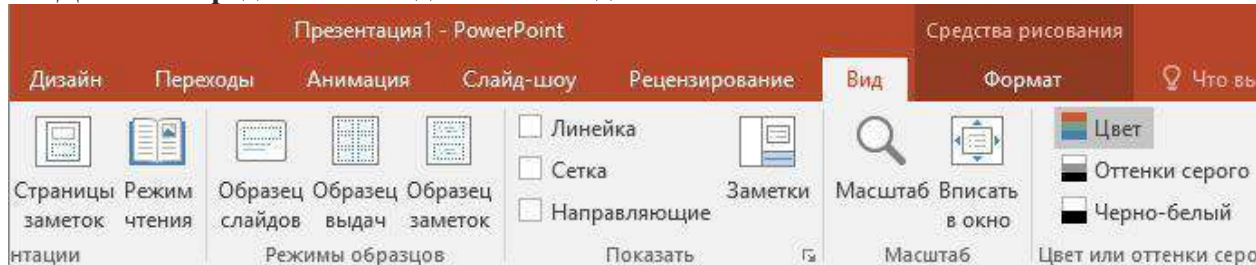 Презентация1 - PowerPoint
Средства рисования
Дизайн Переходы Анимация Слайд-шоу Рецензирование Вид Формат Что вы
Линейка
Сетка
Направляющие
Страницы заметок
Режим чтения
Образец слайдов
Образец выдач
Образец заметок
Заметки
Масштаб
Вписать в окно
Цвет
Оттенки серого
Черно-белый
нтации Режимы образцов Показать Масштаб Цвет или оттенки серо